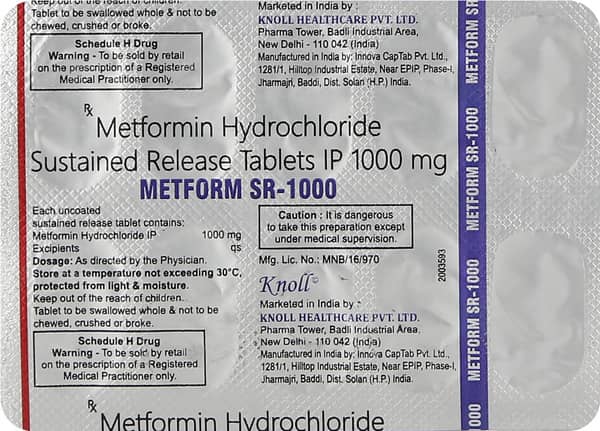 Keep out of the reach of children.
Tablet to be swallowed whole & not to be
chewed, crushed or broke.
Schedule H Drug
Warning - To be sold by retail
on the prescription of a Registered
Medical Practitioner only.
Marketed in India by :
KNOLL HEALTHCARE PVT. LTD.
Pharma Tower, Badli Industrial Area,
New Delhi - 110 042 (India)
Manufactured in India by: Innova CapTab Pvt. Ltd.,
1281/1, Hilltop Industrial Estate, Near EPIP, Phase-I,
Jharmajri, Baddi, Dist. Solan (H.P.) India.
Rx
Metformin Hydrochloride
Sustained Release Tablets IP 1000 mg
METFORM SR-1000
Each uncoated
sustained release tablet contains:
Metformin Hydrochloride IP 1000 mg
Excipients qs
Dosage: As directed by the Physician.
Store at a temperature not exceeding 30°C,
protected from light & moisture.
Keep out of the reach of children.
Tablet to be swallowed whole & not to be
chewed, crushed or broke.
Schedule H Drug
Warning - To be sold by retail
on the prescription of a Registered
Medical Practitioner only.
Caution : It is dangerous
to take this preparation except
under medical supervision.
Mfg. Lic. No.: MNB/16/970
Knoll©
Marketed in India by :
KNOLL HEALTHCARE PVT. LTD.
Pharma Tower, Badli Industrial Area,
New Delhi - 110 042 (India)
Manufactured in India by: Innova CapTab Pvt. Ltd.,
1281/1, Hilltop Industrial Estate, Near EPIP, Phase-I,
Jharmajri, Baddi, Dist. Solan (H.P.) India.
2003593
Rx
Metformin Hydrochloride
METFORM SR-1000
METFORM SR-1000
METFORM SR-1000
000